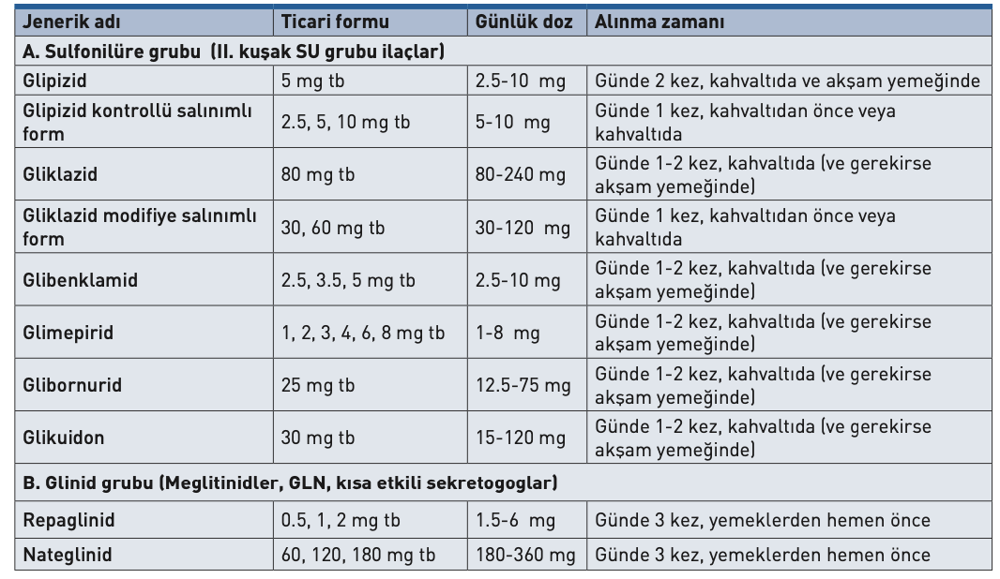 Jenerik adı Ticari formu Günlük doz Alınma zamanı
A. Sulfonilüre grubu (II. kuşak SU grubu ilaçlar)
Glipizid 5 mg tb 2.5-10 mg Günde 2 kez, kahvaltıda ve akşam yemeğinde
Glipizid kontrollü salınımlı
form
2.5, 5, 10 mg tb 5-10 mg
Günde 1 kez, kahvaltıdan önce veya
kahvaltıda
Gliklazid 80 mg tb 80-240 mg
Günde 1-2 kez, kahvaltıda (ve gerekirse
akşam yemeğinde)
Gliklazid modifiye salınımlı
form
30, 60 mg tb 30-120 mg
Günde 1 kez, kahvaltıdan önce veya
kahvaltıda
Glibenklamid 2.5, 3.5, 5 mg tb 2.5-10 mg
Günde 1-2 kez, kahvaltıda (ve gerekirse
akşam yemeğinde)
Glimepirid 1, 2, 3, 4, 6, 8 mg tb 1-8 mg
Günde 1-2 kez, kahvaltıda (ve gerekirse
akşam yemeğinde)
Glibornurid 25 mg tb 12.5-75 mg
Günde 1-2 kez, kahvaltıda (ve gerekirse
akşam yemeğinde)
Glikuidon 30 mg tb 15-120 mg
Günde 1-2 kez, kahvaltıda (ve gerekirse
akşam yemeğinde)
B. Glinid grubu (Meglitinidler, GLN, kısa etkili sekretogoglar)
Repaglinid 0.5, 1, 2 mg tb 1.5-6 mg Günde 3 kez, yemeklerden hemen önce
Nateglinid 60, 120, 180 mg tb 180-360 mg Günde 3 kez, yemeklerden hemen önce